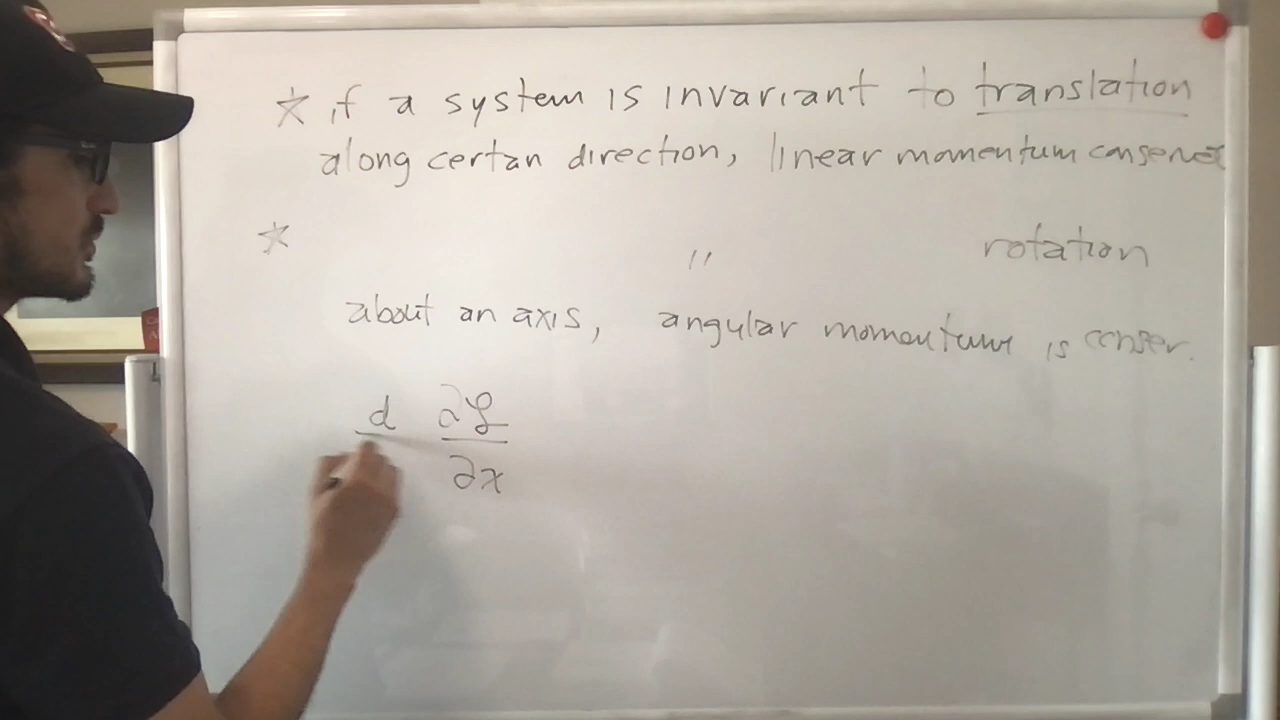 ☆ if a system is invariant to translation
along certan direction, linear momentum conserved
☆ " rotation
about an axis, angular momentum is conser.
d ∂ℒ
∂x